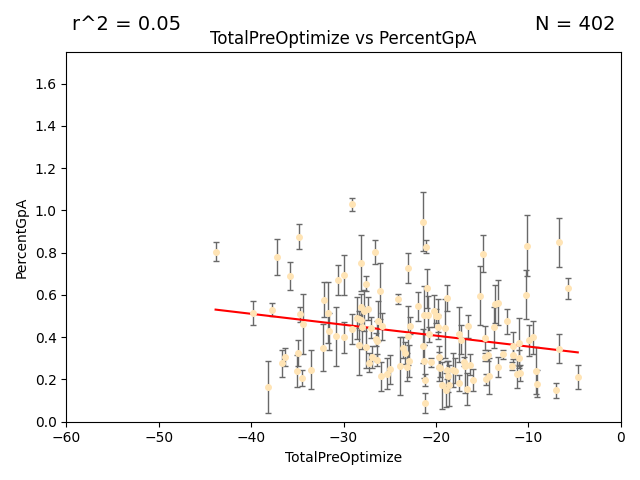 r^2 = 0.05
N = 402
TotalPreOptimize vs PercentGpA
PercentGpA
1.6
1.4
1.2
1.0
0.8
0.6
0.4
0.2
0.0
−60 −50 −40 −30 −20 −10 0
TotalPreOptimize